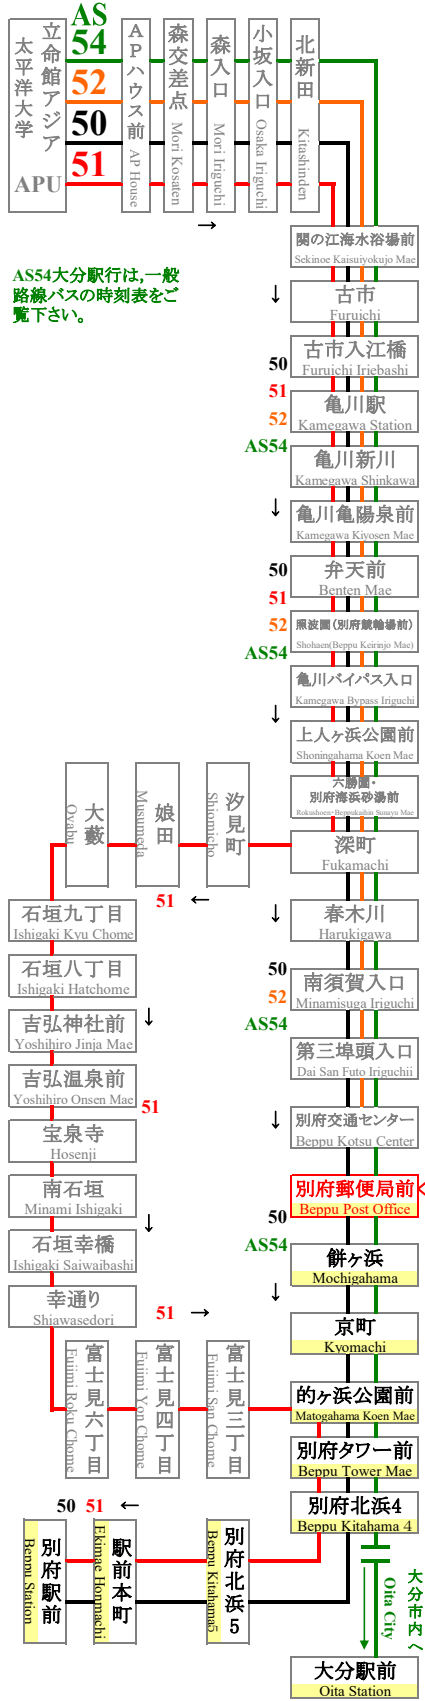 AS
54
52
50
51
立命館アジア
太平洋大学
APU
APハウス前
AP House
森交差点
Mori Kosaten
森入口
Mori Iriguchi
小坂入口
Osaka Iriguchi
北新田
Kitashinden
→
AS54大分駅行は,一般
路線バスの時刻表をご
覧下さい。
関の江海水浴場前
Sekinoe Kaisuiyokujo Mae
↓
古市
Furuichi
古市入江橋
Furuichi Iriebashi
50
51
52
AS54
亀川駅
Kamegawa Station
亀川新川
Kamegawa Shinkawa
↓
亀川亀陽泉前
Kamegawa Kiyosen Mae
弁天前
Benten Mae
50
51
52
AS54
照波園(別府競輪場前)
Shohaen(Beppu Keirinjo Mae)
亀川バイパス入口
Kamegawa Bypass Iriguchi
↓
上人ヶ浜公園前
Shoningahama Koen Mae
六勝園・
別府海浜砂湯前
Rokushoen・Beppukaihin Sunayu Mae
深町
Fukamachi
汐見町
Shiomicho
娘田
Musumeda
大藪
Oyabu
51 ←
石垣九丁目
Ishigaki Kyu Chome
石垣八丁目
Ishigaki Hatchome
↓
吉弘神社前
Yoshihiro Jinja Mae
吉弘温泉前
Yoshihiro Onsen Mae
51
宝泉寺
Hosenji
南石垣
Minami Ishigaki
↓
石垣幸橋
Ishigaki Saiwaibashi
幸通り
Shiawasedori
51 →
富士見六丁目
Fujimi Roku Chome
富士見四丁目
Fujimi Yon Chome
富士見三丁目
Fujimi San Chome
↓
春木川
Harukigawa
50
52
AS54
南須賀入口
Minamisuga Iriguchi
第三埠頭入口
Dai San Futo Iriguchii
↓
別府交通センター
Beppu Kotsu Center
別府郵便局前<
Beppu Post Office
50
AS54
餅ヶ浜
Mochigahama
↓
京町
Kyomachi
的ヶ浜公園前
Matogahama Koen Mae
別府タワー前
Beppu Tower Mae
別府北浜4
Beppu Kitahama 4
50 51 ←
別府北浜5
Beppu Kitahama5
駅前本町
Ekimae Honmachi
別府駅前
Beppu Station
大分市内へ
Oita City
大分駅前
Oita Station